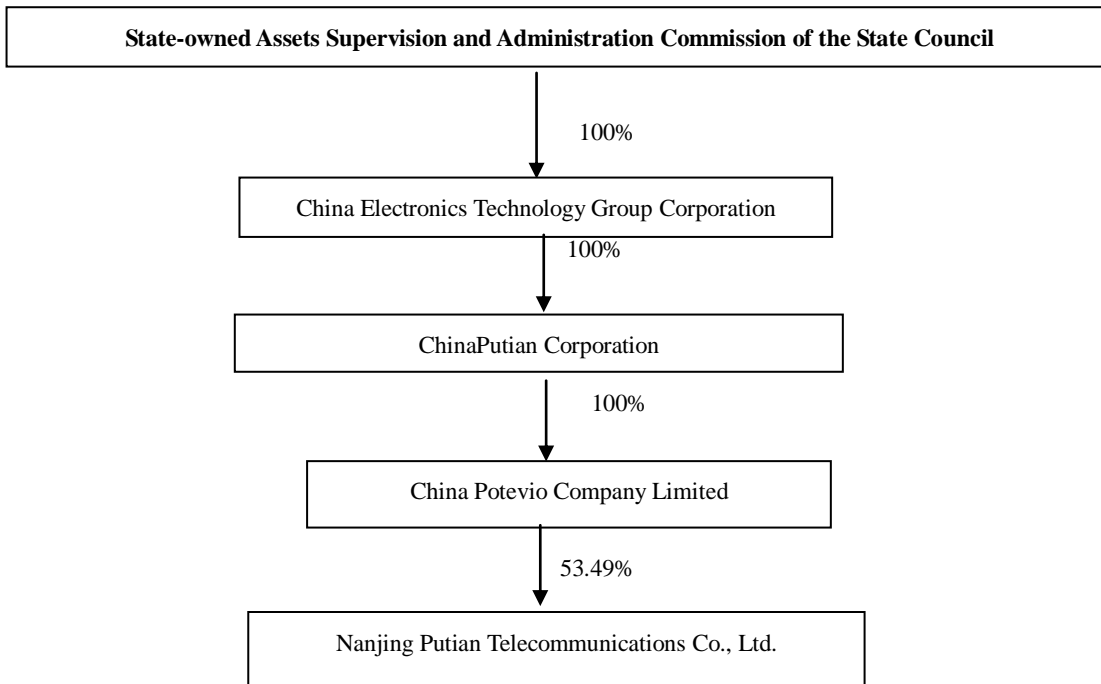 State-owned Assets Supervision and Administration Commission of the State Council
100%
China Electronics Technology Group Corporation
100%
ChinaPutian Corporation
100%
China Potevio Company Limited
53.49%
Nanjing Putian Telecommunications Co., Ltd.